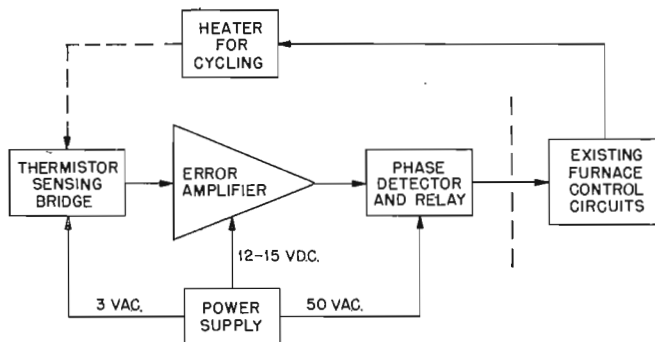 HEATER
FOR
CYCLING
THERMISTOR
SENSING
BRIDGE
ERROR
AMPLIFIER
PHASE
DETECTOR
AND RELAY
EXISTING
FURNACE
CONTROL
CIRCUITS
12-15 V.D.C.
3 VAC.
POWER
SUPPLY
50 VAC.